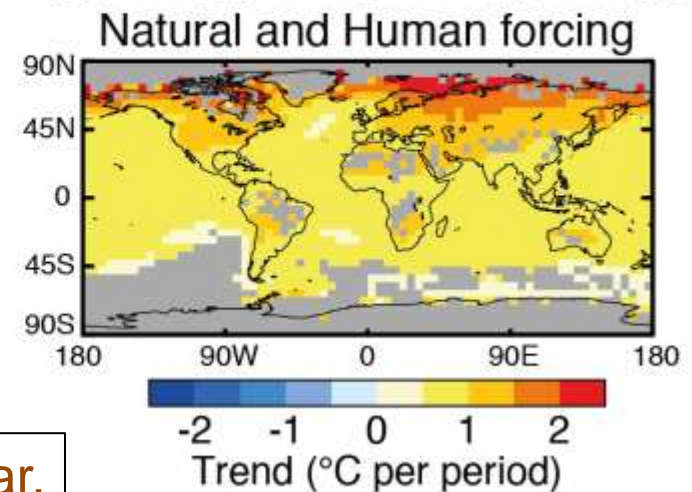 Natural and Human forcing
90N
45N
0
45S
90S
180 90W 0 90E 180
-2 -1 0 1 2
Trend (°C per period)
ar.